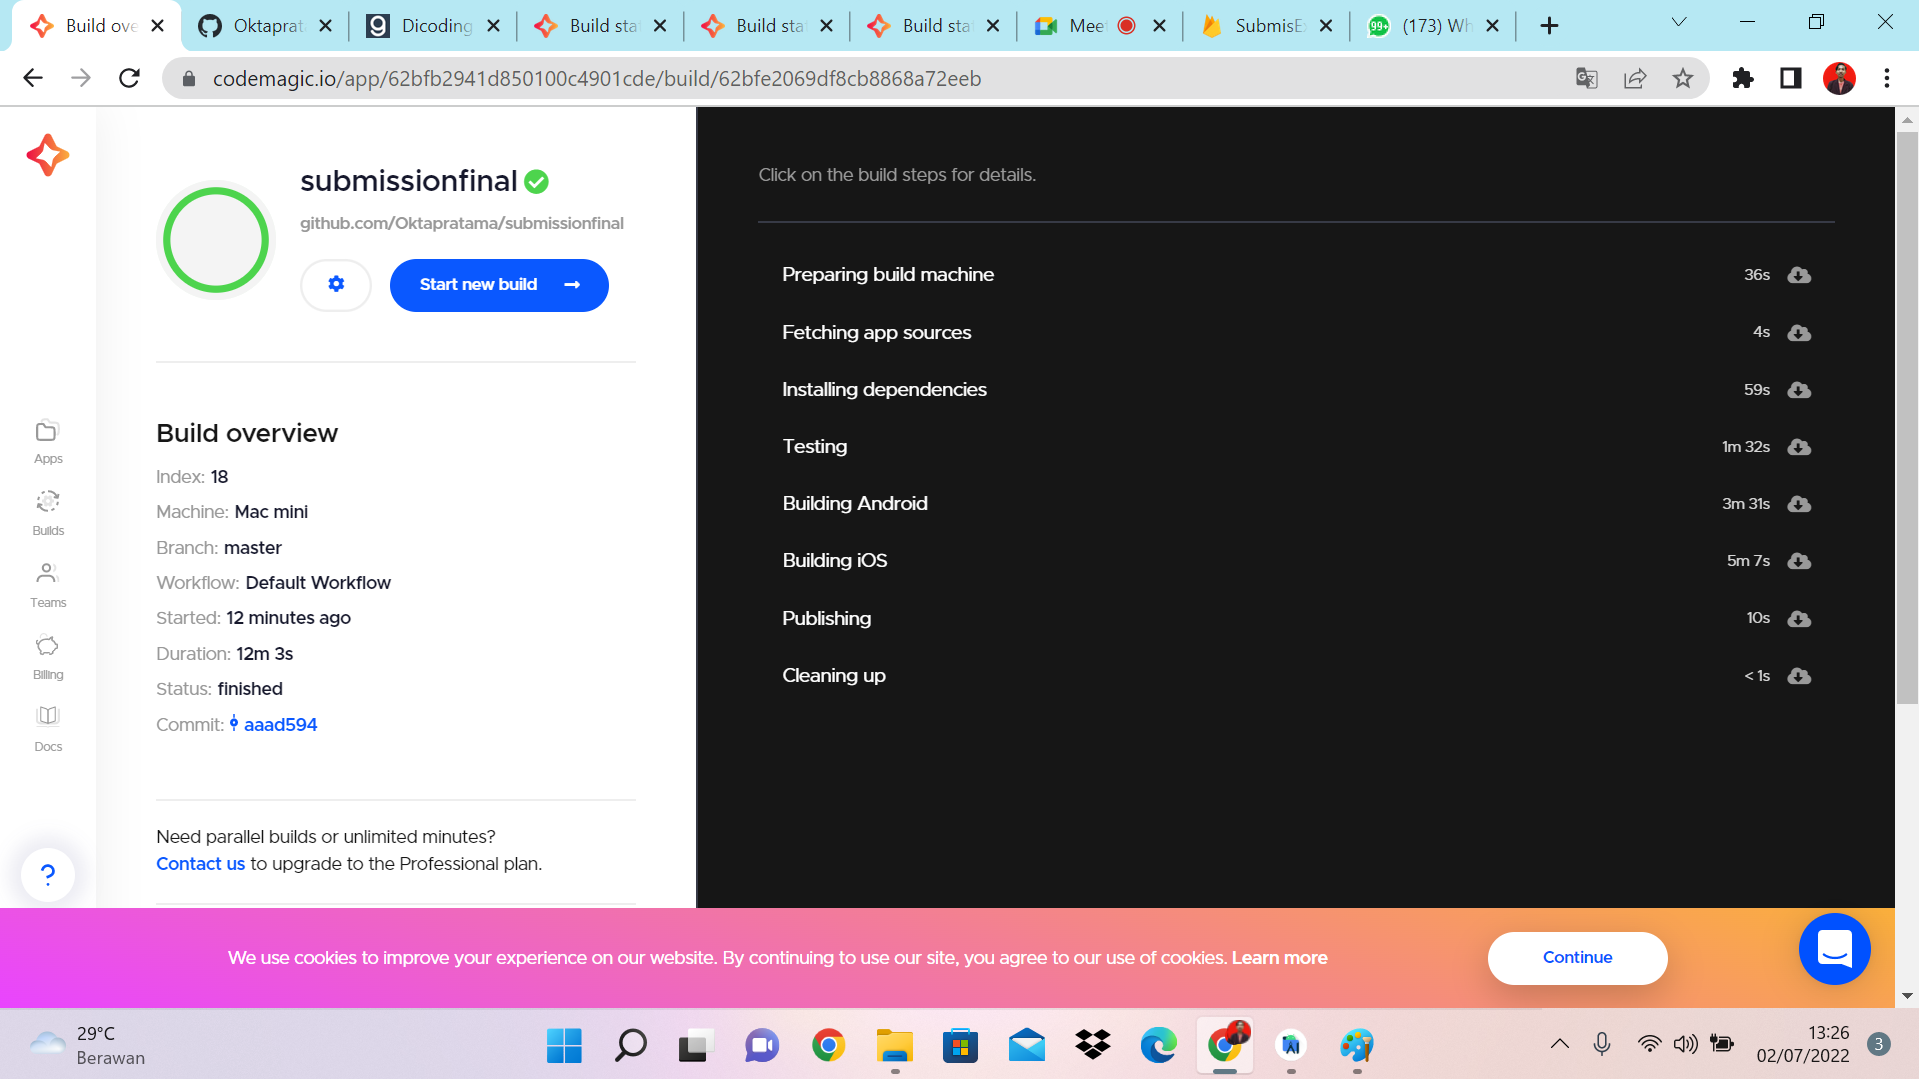 Build ove
Oktaprat
Dicoding
Build sta
Build sta
Build sta
Meet
SubmisEx
99+
(173) Wh
codemagic.io/app/62bfb2941d850100c4901cde/build/62bfe2069df8cb8868a72eeb
submissionfinal
github.com/Oktapratama/submissionfinal
Start new build
Build overview
Index: 18
Machine: Mac mini
Branch: master
Workflow: Default Workflow
Started: 12 minutes ago
Duration: 12m 3s
Status: finished
Commit: aaad594
Need parallel builds or unlimited minutes?
Contact us to upgrade to the Professional plan.
Apps
Builds
Teams
Billing
Docs
?
Click on the build steps for details.
Preparing build machine 36s
Fetching app sources 4s
Installing dependencies 59s
Testing 1m 32s
Building Android 3m 31s
Building iOS 5m 7s
Publishing 10s
Cleaning up < 1s
We use cookies to improve your experience on our website. By continuing to use our site, you agree to our use of cookies. Learn more
Continue
29°C
Berawan
13:26
02/07/2022
3